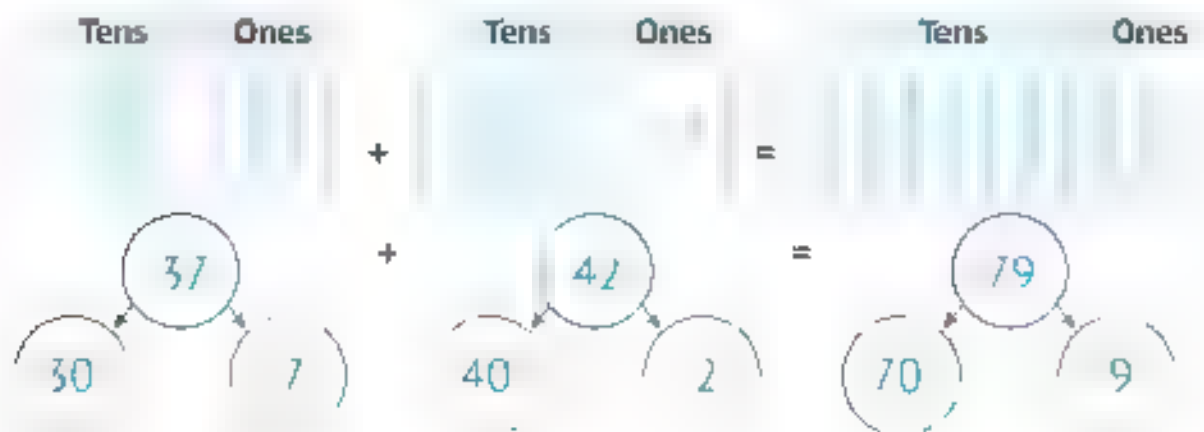 Tens Ones Tens Ones Tens Ones
+ =
37 + 42 = 79
30 7 40 2 70 9